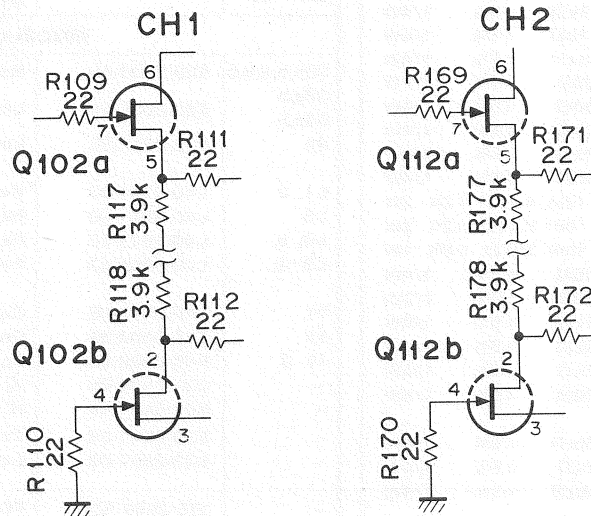 CH1
6
R109
22
7
5
Q102a
R111
22
R117
3.9k
R118
3.9k
R112
22
Q102b
2
4
3
R110
22
CH2
6
R169
22
7
5
Q112a
R171
22
R177
3.9k
R178
3.9k
R172
22
Q112b
2
4
3
R170
22